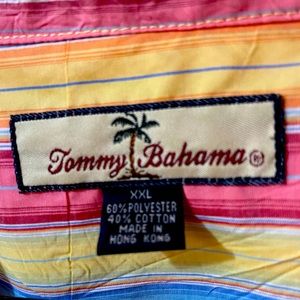 Tommy Bahama®
XXL
60% POLYESTER
40% COTTON
MADE IN
HONG KONG